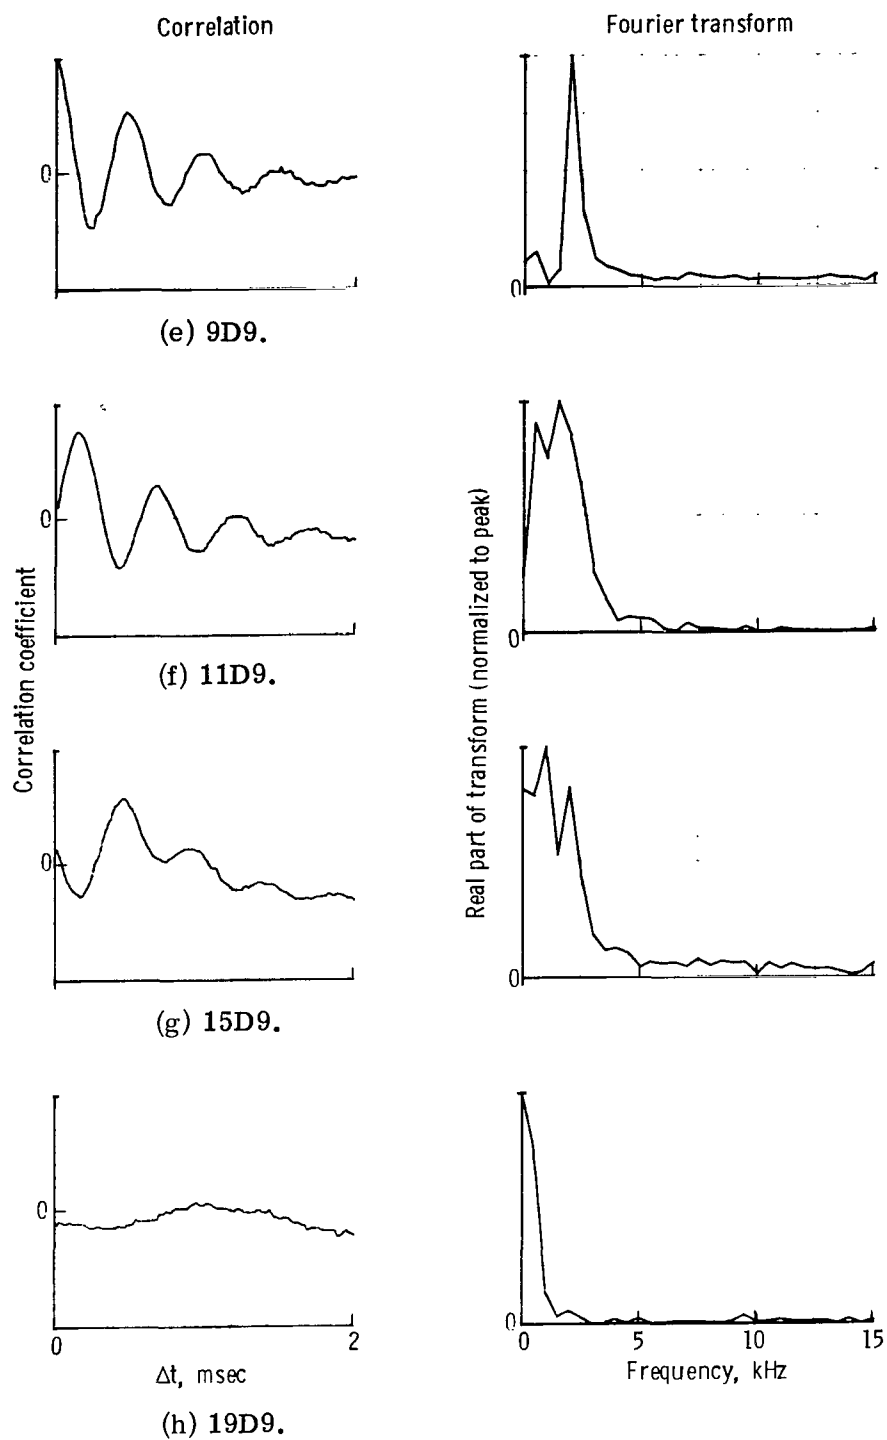 Correlation
Fourier transform
0
0
(e) 9D9.
0
0
(f) 11D9.
0
0
(g) 15D9.
Correlation coefficient
Real part of transform (normalized to peak)
0
0
0
2
0
5
10
15
Δt, msec
Frequency, kHz
(h) 19D9.